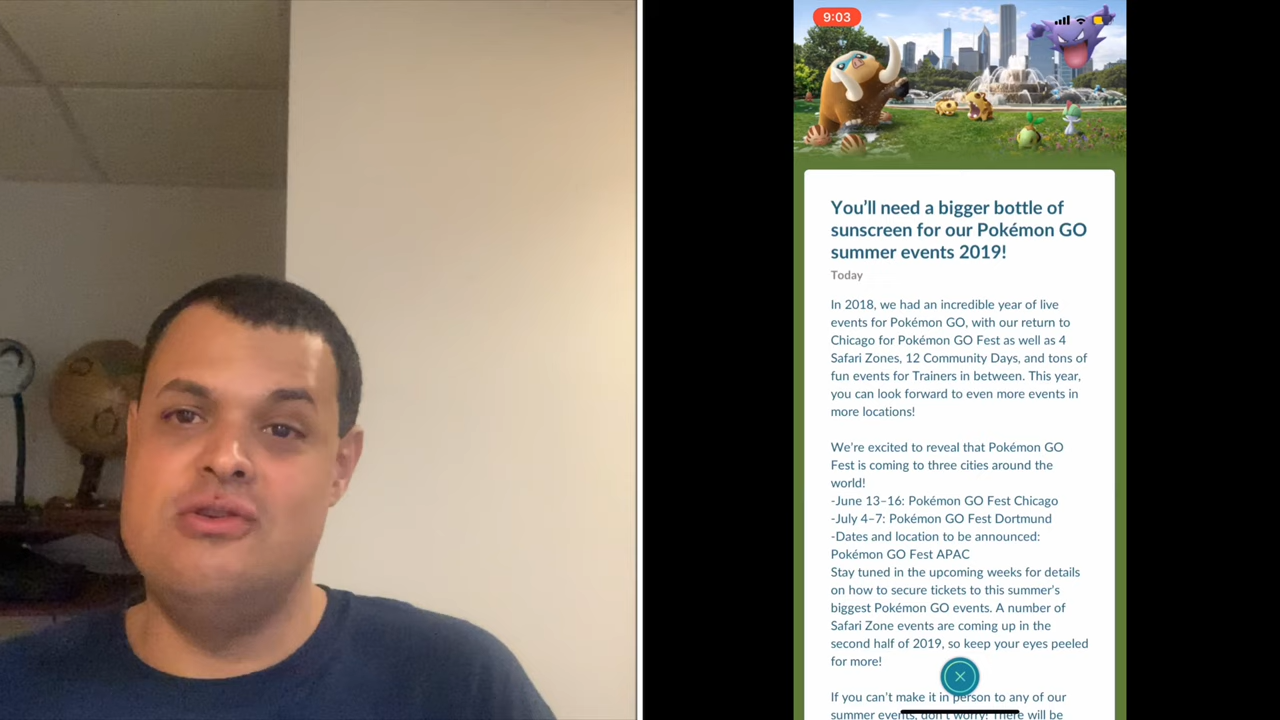 9:03
You'll need a bigger bottle of
sunscreen for our Pokémon GO
summer events 2019!
Today
In 2018, we had an incredible year of live
events for Pokémon GO, with our return to
Chicago for Pokémon GO Fest as well as 4
Safari Zones, 12 Community Days, and tons of
fun events for Trainers in between. This year,
you can look forward to even more events in
more locations!
We're excited to reveal that Pokémon GO
Fest is coming to three cities around the
world!
-June 13–16: Pokémon GO Fest Chicago
-July 4–7: Pokémon GO Fest Dortmund
-Dates and location to be announced:
Pokémon GO Fest APAC
Stay tuned in the upcoming weeks for details
on how to secure tickets to this summer's
biggest Pokémon GO events. A number of
Safari Zone events are coming up in the
second half of 2019, so keep your eyes peeled
for more!
If you can't make it in person to any of our
summer events, don't worry! There will be